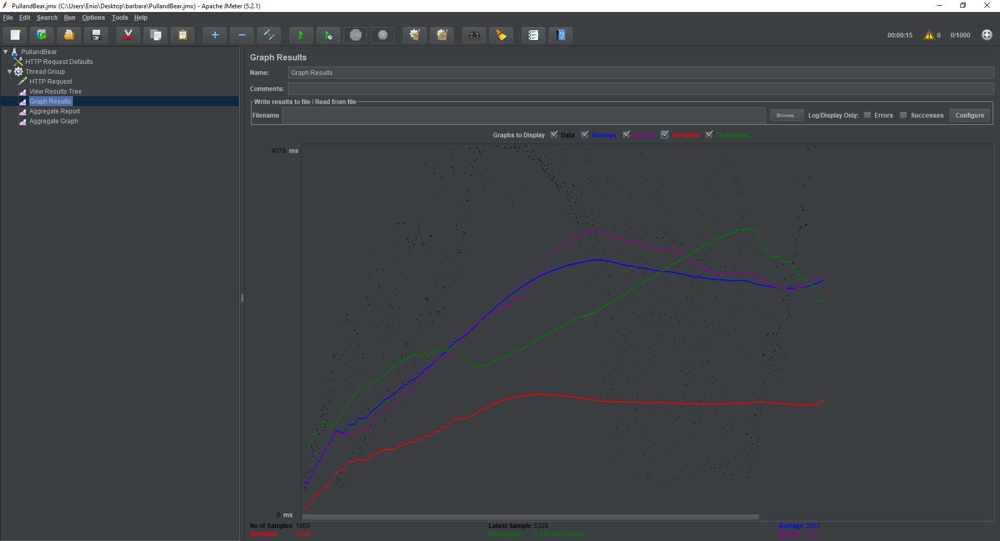 PullandBear.jmx (C:\Users\Enio\Desktop\barbara\PullandBear.jmx) - Apache JMeter (5.2.1)
File Edit Search Run Options Tools Help
STOP
00:00:15 0 0/1000
PullandBear
HTTP Request Defaults
Thread Group
HTTP Request
View Results Tree
Graph Results
Aggregate Report
Aggregate Graph
Graph Results
Name: Graph Results
Comments:
Write results to file / Read from file
Filename Browse... Log/Display Only: Errors Successes Configure
Graphs to Display Data Average Median Deviation Throughput
4078 ms
0 ms
No of Samples 1000 Latest Sample 5328 Average 2581
Deviation 1239 Throughput 3,918.495/minute Median